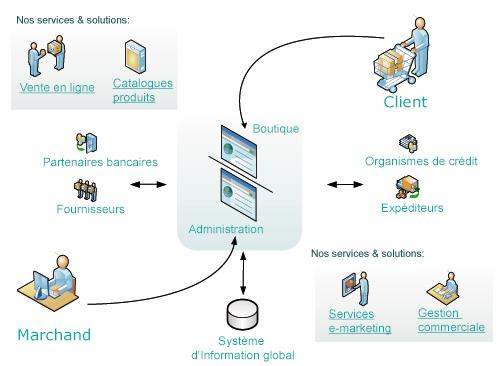 Nos services & solutions:
Vente en ligne
Catalogues
produits
Client
Boutique
Partenaires bancaires
Fournisseurs
Organismes de crédit
Expéditeurs
Administration
Nos services & solutions:
Services
e-marketing
Gestion
commerciale
Marchand
Système
d'Information global